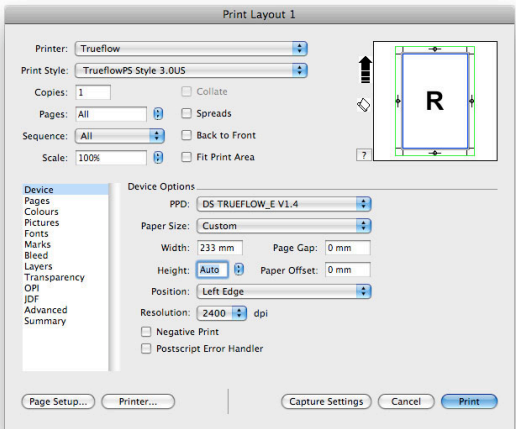 Print Layout 1
Printer: Trueflow
Print Style: TrueflowPS Style 3.0US
Copies: 1 Collate
Pages: All Spreads
Sequence: All Back to Front
Scale: 100% Fit Print Area
R
?
Device
Pages
Colours
Pictures
Fonts
Marks
Bleed
Layers
Transparency
OPI
JDF
Advanced
Summary
Device Options
PPD: DS TRUEFLOW_E V1.4
Paper Size: Custom
Width: 233 mm Page Gap: 0 mm
Height: Auto Paper Offset: 0 mm
Position: Left Edge
Resolution: 2400 dpi
Negative Print
Postscript Error Handler
Page Setup... Printer... Capture Settings Cancel Print